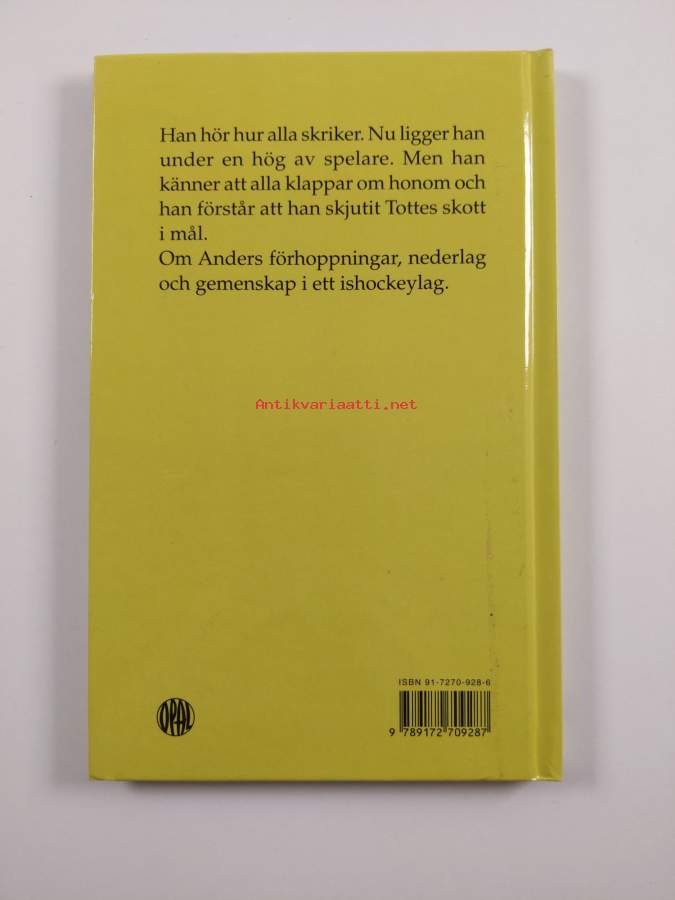 Han hör hur alla skriker. Nu ligger han
under en hög av spelare. Men han
känner att alla klappar om honom och
han förstår att han skjutit Tottes skott
i mål.
Om Anders förhoppningar, nederlag
och gemenskap i ett ishockeylag.
Antikvariaatti.net
ISBN 91-7270-928-6
OPAL
9 789172 709287